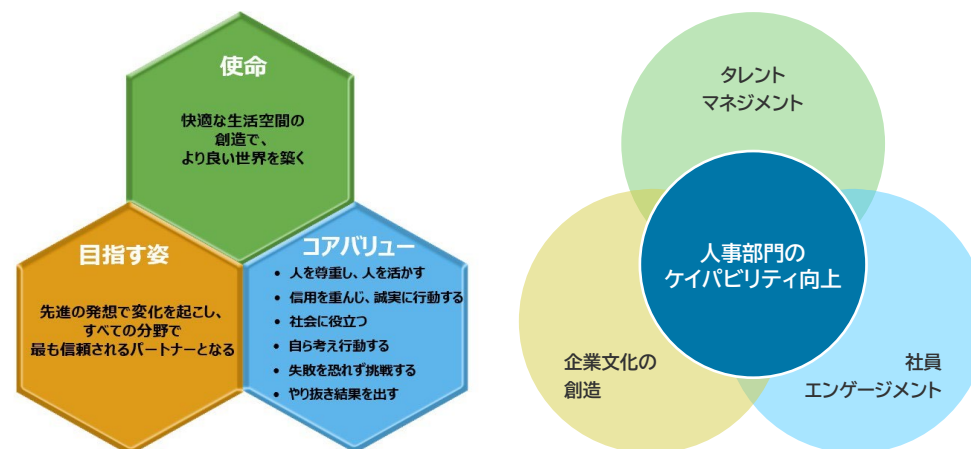 使命
快適な生活空間の
創造で、
より良い世界を築く
目指す姿
先進の発想で変化を起こし、
すべての分野で
最も信頼されるパートナーとなる
コアバリュー
• 人を尊重し、人を活かす
• 信用を重んじ、誠実に行動する
• 社会に役立つ
• 自ら考え行動する
• 失敗を恐れず挑戦する
• やり抜き結果を出す
タレント
マネジメント
人事部門の
ケイパビリティ向上
企業文化の
創造
社員
エンゲージメント